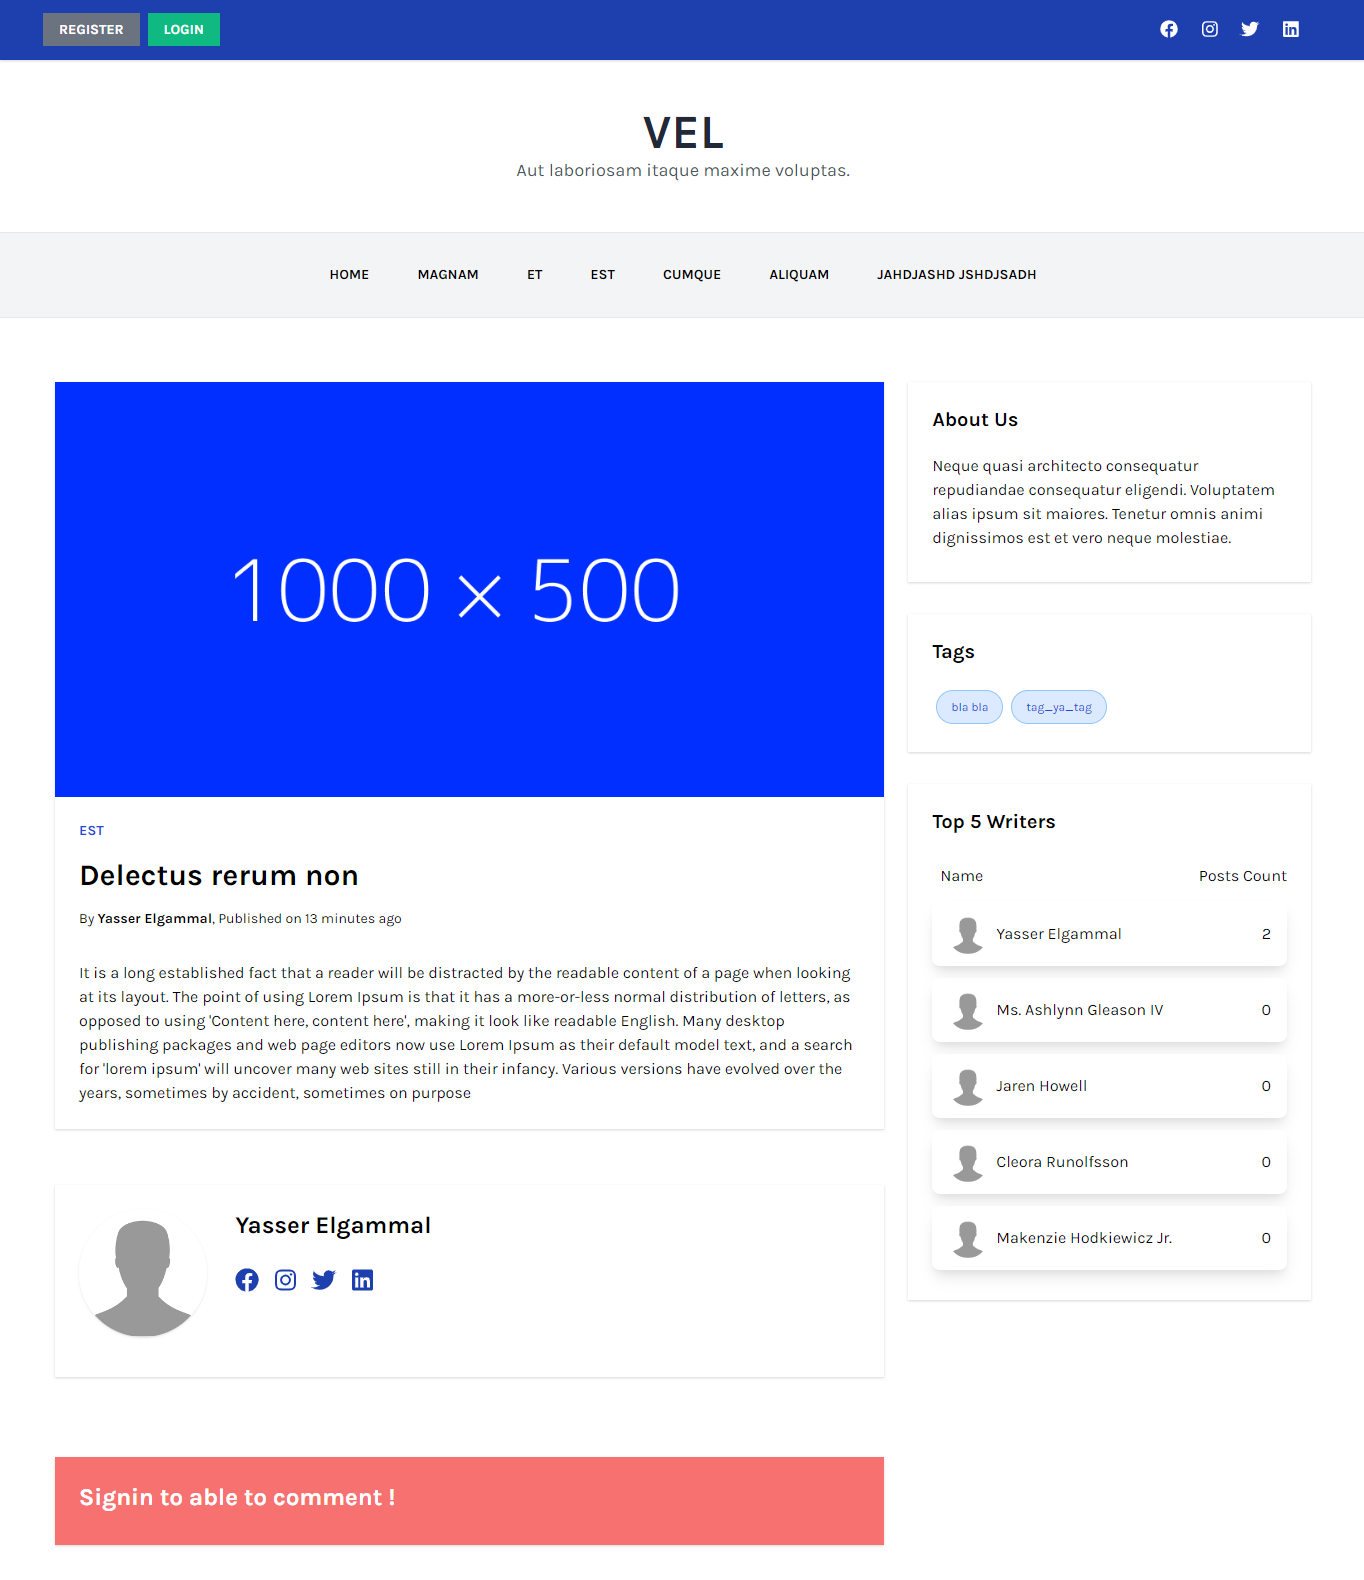 REGISTER LOGIN
VEL
Aut laboriosam itaque maxime voluptas.
HOME MAGNAM ET EST CUMQUE ALIQUAM JAHDJASHD JSHDJSADH
1000 × 500
EST
Delectus rerum non
By Yasser Elgammal, Published on 13 minutes ago
It is a long established fact that a reader will be distracted by the readable content of a page when looking
at its layout. The point of using Lorem Ipsum is that it has a more-or-less normal distribution of letters, as
opposed to using 'Content here, content here', making it look like readable English. Many desktop
publishing packages and web page editors now use Lorem Ipsum as their default model text, and a search
for 'lorem ipsum' will uncover many web sites still in their infancy. Various versions have evolved over the
years, sometimes by accident, sometimes on purpose
Yasser Elgammal
Signin to able to comment !
About Us
Neque quasi architecto consequatur
repudiandae consequatur eligendi. Voluptatem
alias ipsum sit maiores. Tenetur omnis animi
dignissimos est et vero neque molestiae.
Tags
bla bla tag_ya_tag
Top 5 Writers
Name Posts Count
Yasser Elgammal 2
Ms. Ashlynn Gleason IV 0
Jaren Howell 0
Cleora Runolfsson 0
Makenzie Hodkiewicz Jr. 0